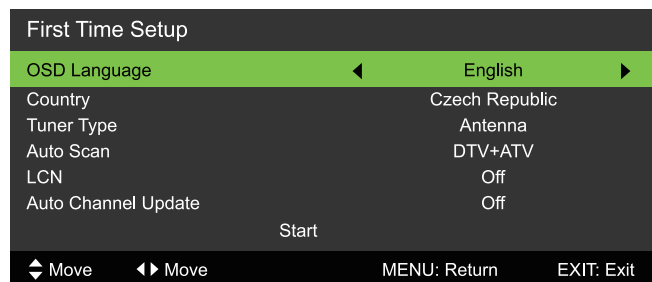 First Time Setup
OSD Language English
Country Czech Republic
Tuner Type Antenna
Auto Scan DTV+ATV
LCN Off
Auto Channel Update Off
Start
Move Move MENU: Return EXIT: Exit